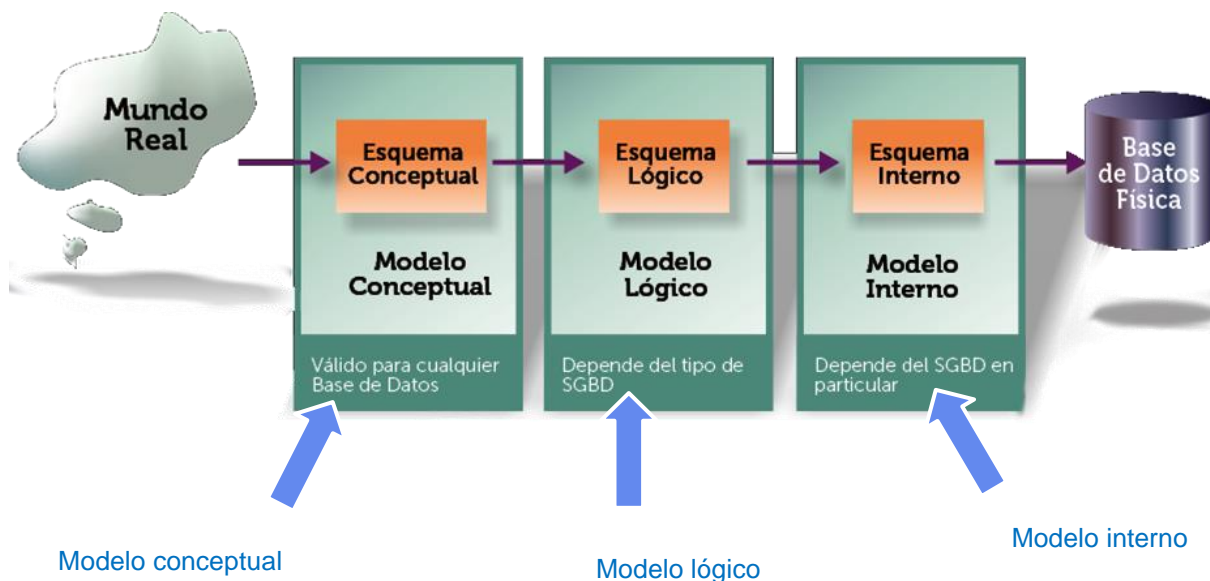 Mundo
Real
Esquema
Conceptual
Modelo
Conceptual
Válido para cualquier
Base de Datos
Esquema
Lógico
Modelo
Lógico
Depende del tipo de
SGBD
Esquema
Interno
Modelo
Interno
Depende del SGBD en
particular
Base
de Datos
Física
Modelo conceptual
Modelo lógico
Modelo interno